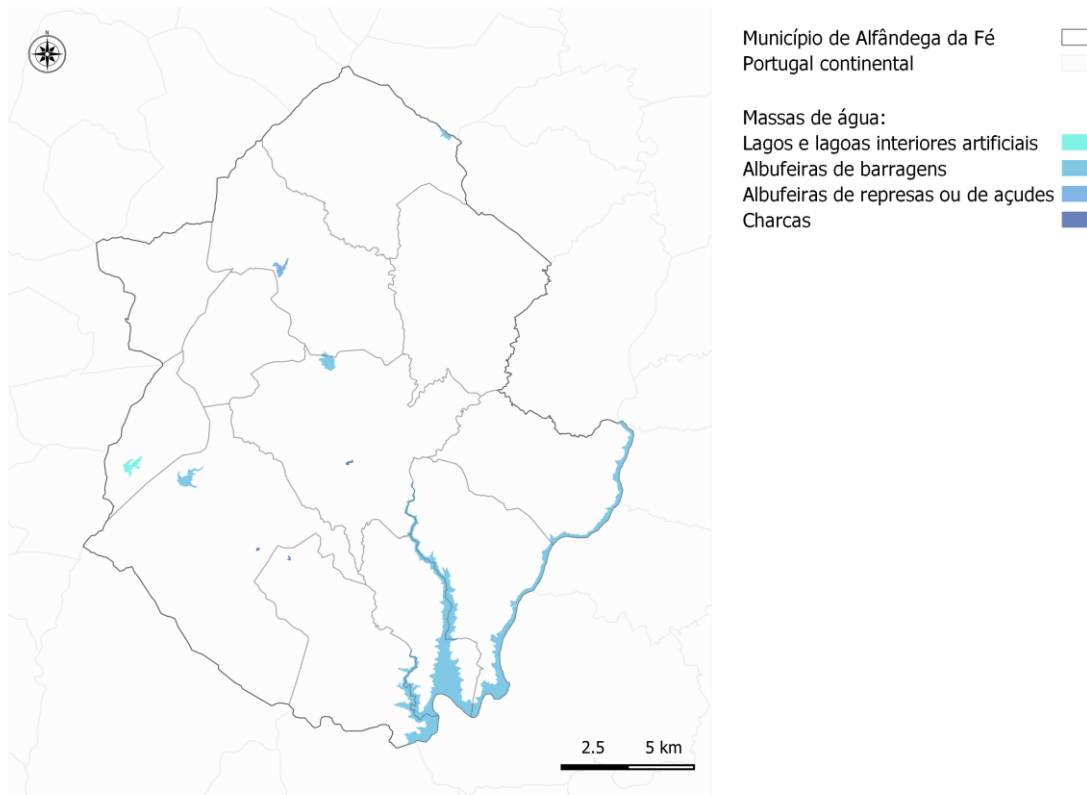 N
Município de Alfândega da Fé
Portugal continental
Massas de água:
Lagos e lagoas interiores artificiais
Albufeiras de barragens
Albufeiras de represas ou de açudes
Charcas
2.5 5 km